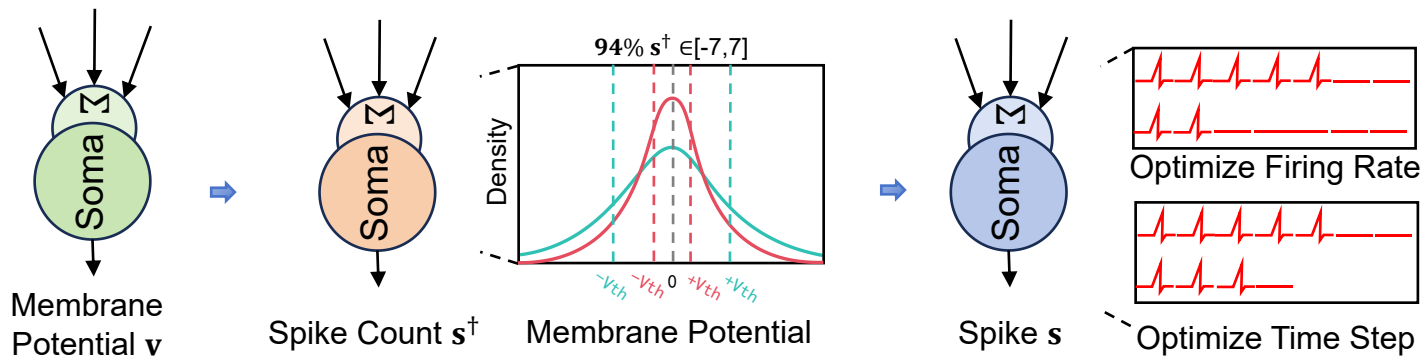 Σ
Soma
Membrane
Potential v
Σ
Soma
Spike Count s†
94% s† ∈[-7,7]
Density
−Vth
−Vth
0
+Vth
+Vth
Membrane Potential
Σ
Soma
Spike s
Optimize Firing Rate
Optimize Time Step